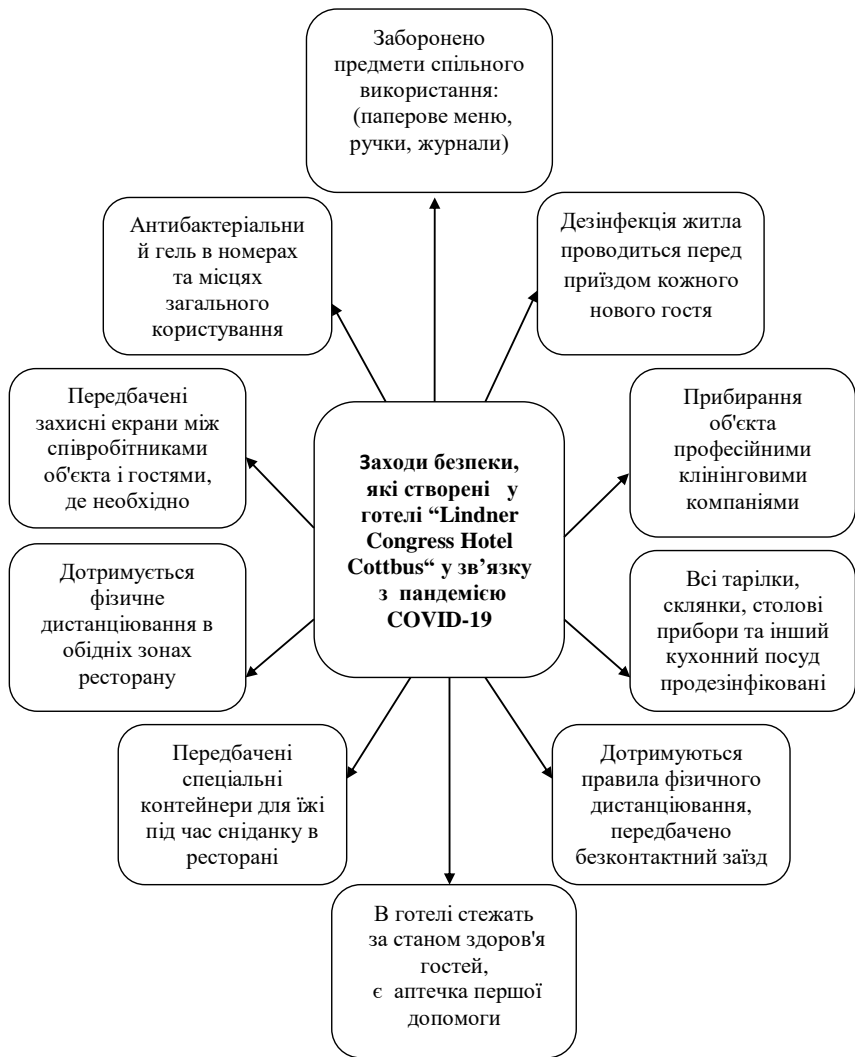 Заборонено
предмети спільного
використання:
(паперове меню,
ручки, журнали)
Антибактеріальни
й гель в номерах
та місцях
загального
користування
Дезінфекція житла
проводиться перед
приїздом кожного
нового гостя
Передбачені
захисні екрани між
співробітниками
об'єкта і гостями,
де необхідно
Заходи безпеки,
які створені у
готелі “Lindner
Congress Hotel
Cottbus“ у зв’язку
з пандемією
COVID-19
Прибирання
об'єкта
професійними
клінінговими
компаніями
Дотримується
фізичне
дистанціювання в
обідніх зонах
ресторану
Всі тарілки,
склянки, столові
прибори та інший
кухонний посуд
продезінфіковані
Передбачені
спеціальні
контейнери для їжі
під час сніданку в
ресторані
Дотримуються
правила фізичного
дистанціювання,
передбачено
безконтактний заїзд
В готелі стежать
за станом здоров'я
гостей,
є аптечка першої
допомоги